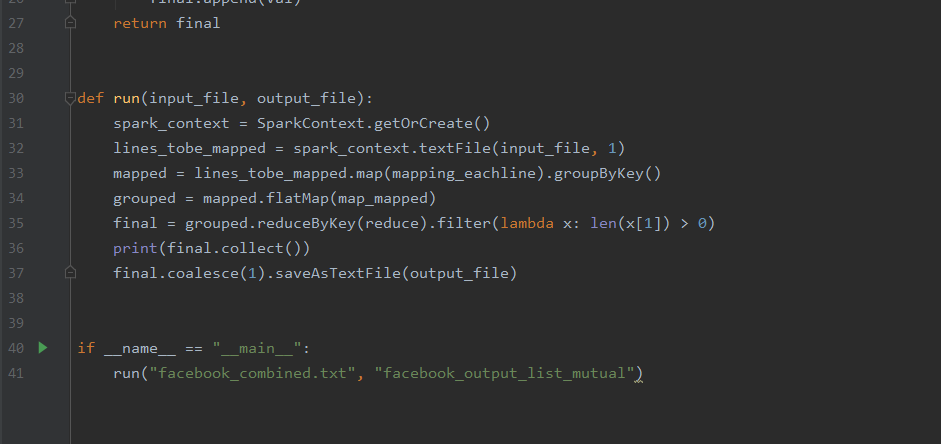 26 final.append(val)
27 return final
28
29
30 def run(input_file, output_file):
31 spark_context = SparkContext.getOrCreate()
32 lines_tobe_mapped = spark_context.textFile(input_file, 1)
33 mapped = lines_tobe_mapped.map(mapping_eachline).groupByKey()
34 grouped = mapped.flatMap(map_mapped)
35 final = grouped.reduceByKey(reduce).filter(lambda x: len(x[1]) > 0)
36 print(final.collect())
37 final.coalesce(1).saveAsTextFile(output_file)
38
39
40 if __name__ == "__main__":
41 run("facebook_combined.txt", "facebook_output_list_mutual")